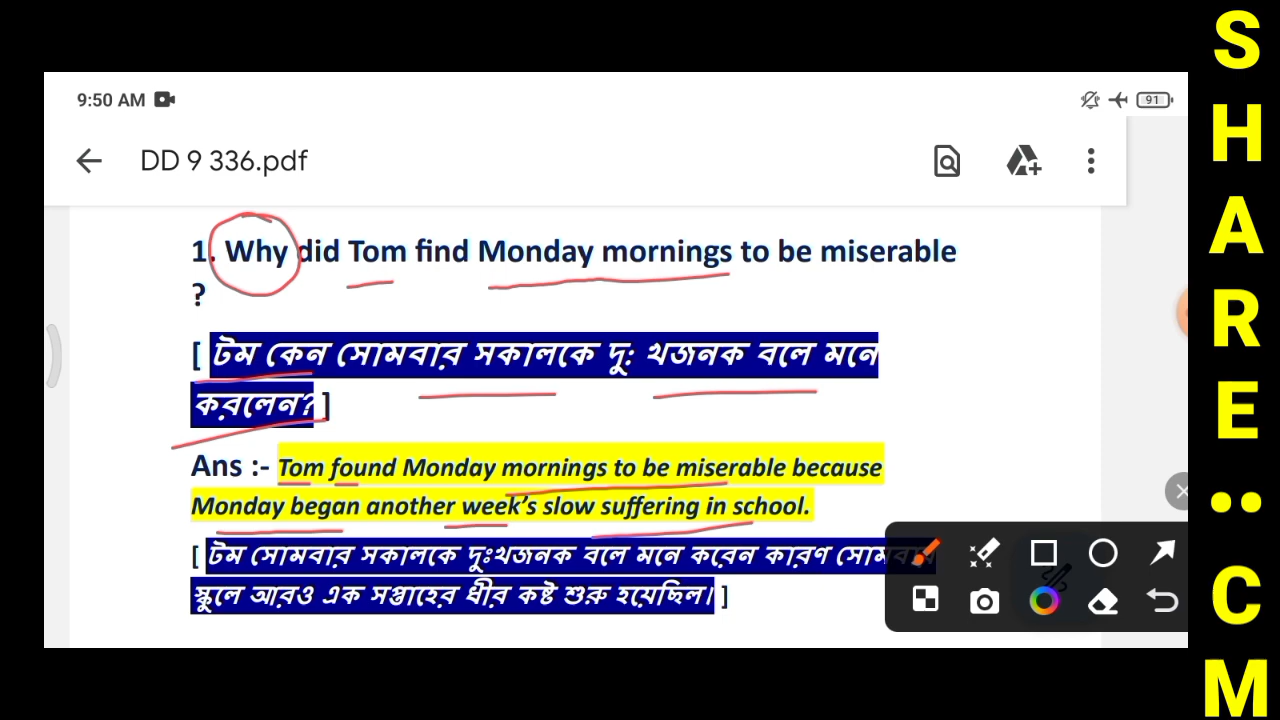 9:50 AM
91
DD 9 336.pdf
1. Why did Tom find Monday mornings to be miserable
?
[ টম কেন সোমবার সকালকে দু: খজনক বলে মনে
করলেন? ]
Ans :- Tom found Monday mornings to be miserable because
Monday began another week’s slow suffering in school.
[ টম সোমবার সকালকে দুঃখজনক বলে মনে করেন কারণ সোমবার
স্কুলে আরও এক সপ্তাহের ধীর কষ্ট শুরু হয়েছিল। ]
SHARE••CM